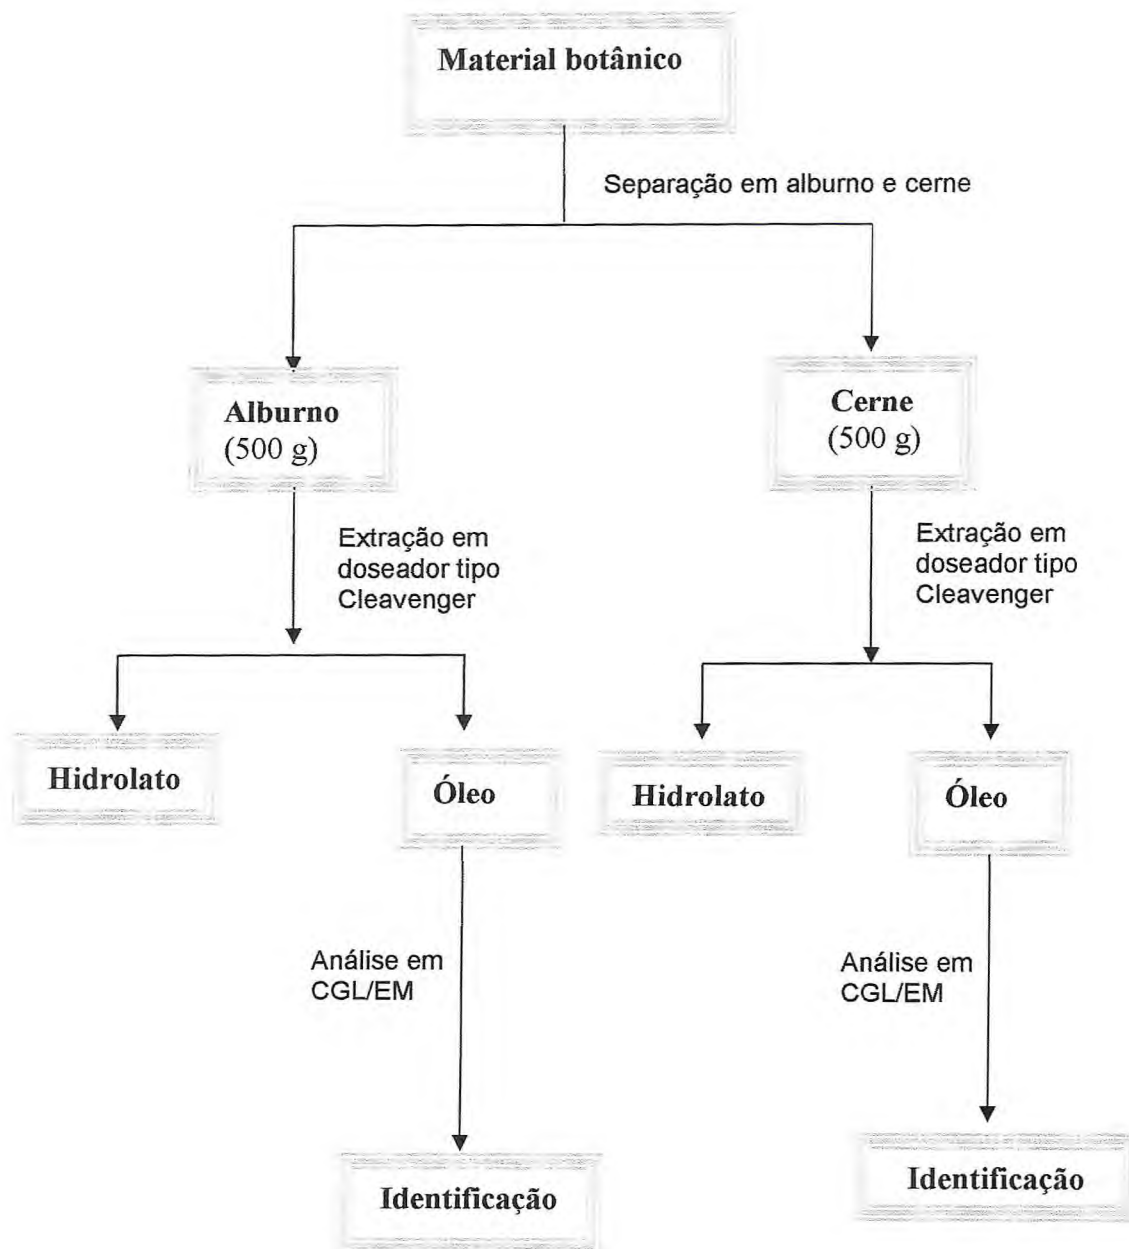 Material botânico
Separação em alburno e cerne
Alburno
(500 g)
Cerne
(500 g)
Extração em
doseador tipo
Cleavenger
Extração em
doseador tipo
Cleavenger
Hidrolato
Óleo
Hidrolato
Óleo
Análise em
CGL/EM
Análise em
CGL/EM
Identificação
Identificação